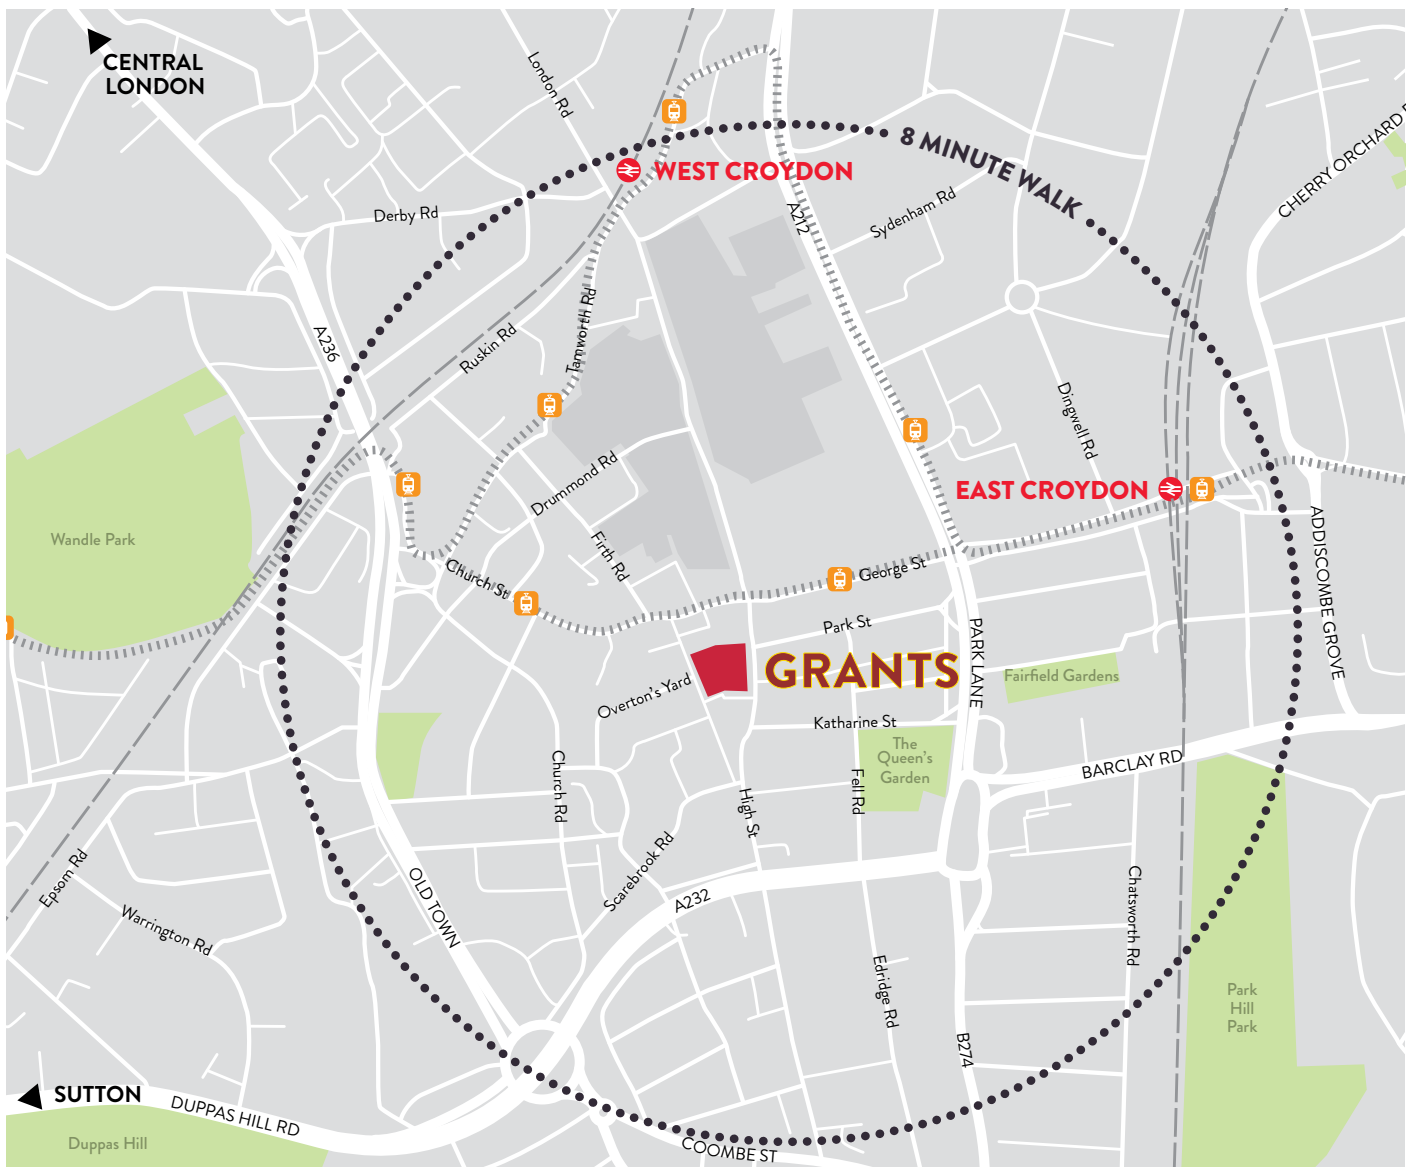 CENTRAL
LONDON
London Rd
8 MINUTE WALK
WEST CROYDON
CHERRY ORCHARD
Derby Rd
A212
Sydenham Rd
A236
Ruskin Rd
Tamworth Rd
Dingwell Rd
Drummond Rd
EAST CROYDON
Wandle Park
Firth Rd
Church St
George St
ADDISCOMBE GROVE
Park St
PARK LANE
GRANTS
Fairfield Gardens
Overton's Yard
Katharine St
The
Queen's
Garden
BARCLAY RD
Church Rd
High St
Fell Rd
Epsom Rd
Scarebrook Rd
OLD TOWN
A232
Chatsworth Rd
Warrington Rd
Edridge Rd
Park
Hill
Park
B274
SUTTON
DUPPAS HILL RD
Duppas Hill
COOMBE ST